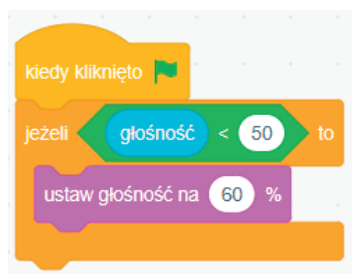 kiedy kliknięto
jeżeli głośność < 50 to
ustaw głośność na 60 %